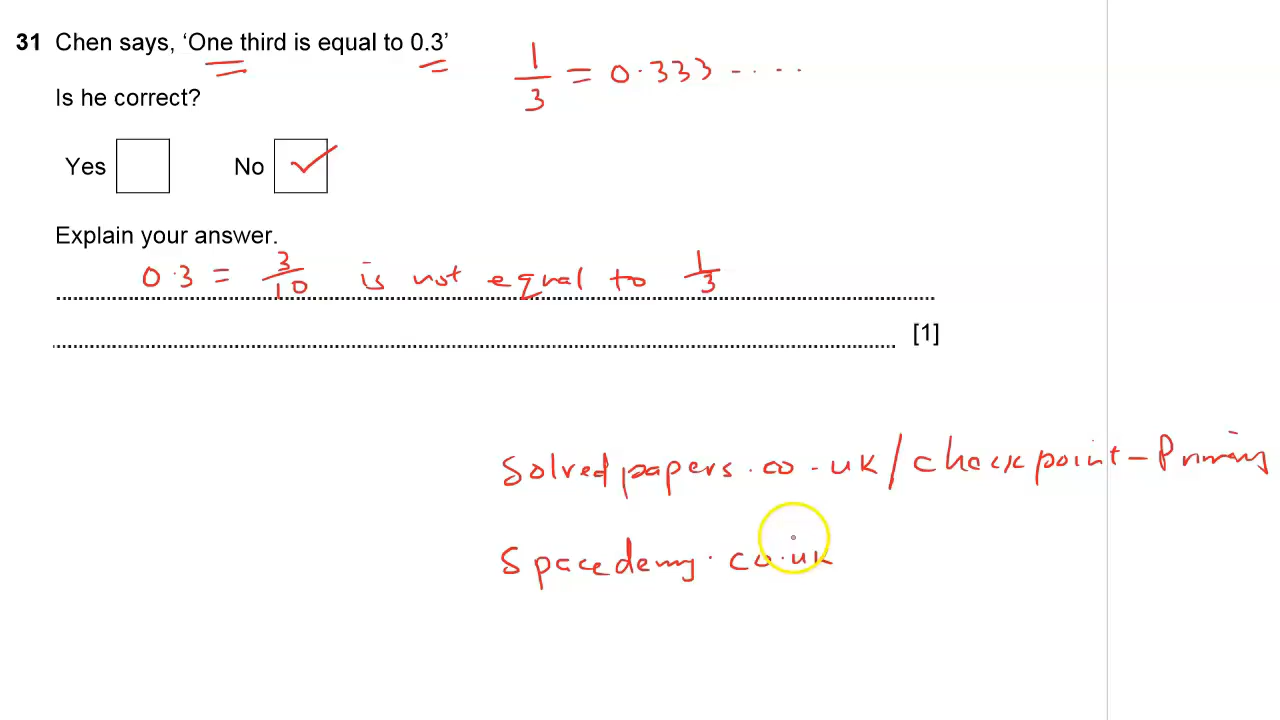 31 Chen says, ‘One third is equal to 0.3’
1/3 = 0.333 - . . . .
Is he correct?
Yes No ✓
Explain your answer.
0.3 = 3/10 is not equal to 1/3
[1]
Solvedpapers.co.uk/checkpoint-Primary
Spacedemy.co.uk